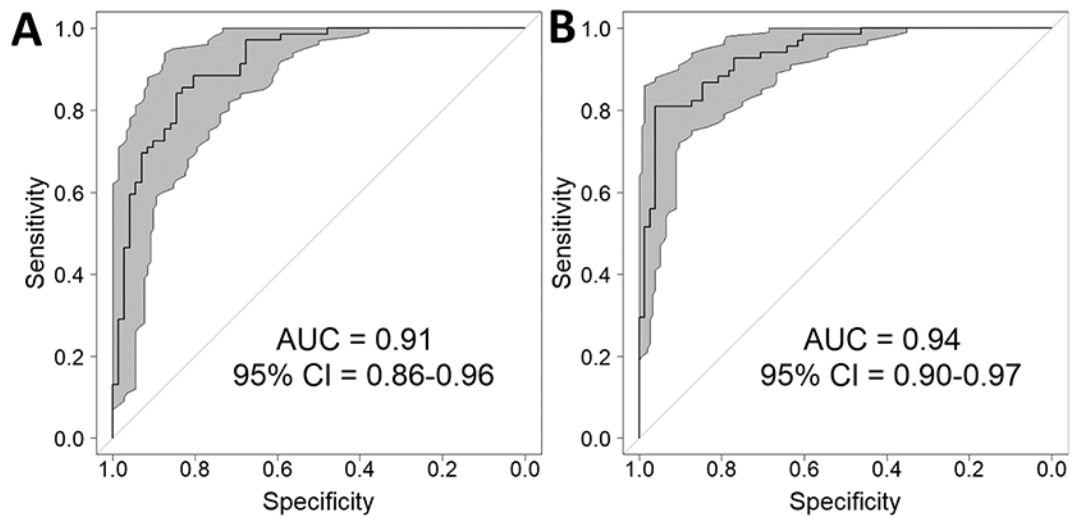 A
1.0
0.8
0.6
0.4
0.2
0.0
Sensitivity
AUC = 0.91
95% CI = 0.86-0.96
1.0 0.8 0.6 0.4 0.2 0.0
Specificity
B
1.0
0.8
0.6
0.4
0.2
0.0
Sensitivity
AUC = 0.94
95% CI = 0.90-0.97
1.0 0.8 0.6 0.4 0.2 0.0
Specificity